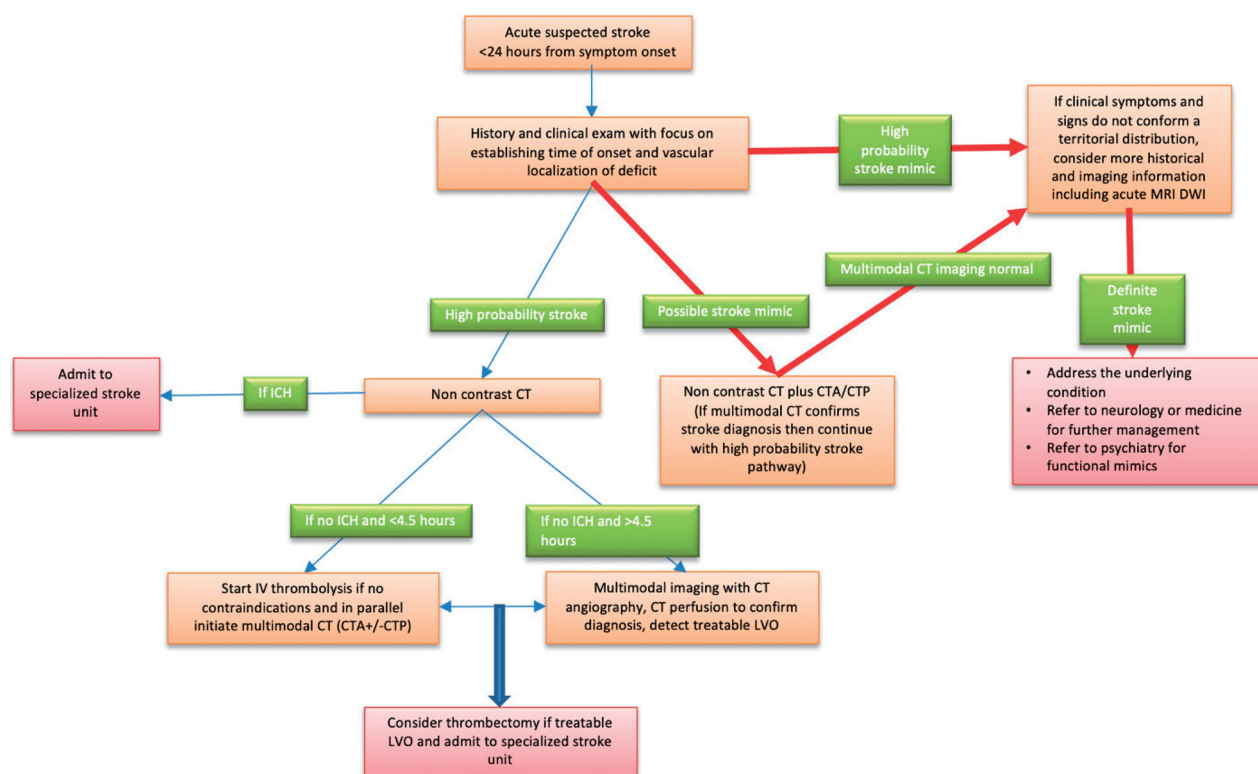 Acute suspected stroke
<24 hours from symptom onset
History and clinical exam with focus on
establishing time of onset and vascular
localization of deficit
High
probability
stroke mimic
If clinical symptoms and
signs do not conform a
territorial distribution,
consider more historical
and imaging information
including acute MRI DWI
Multimodal CT imaging normal
High probability stroke
Possible stroke mimic
Definite
stroke
mimic
Admit to
specialized stroke
unit
If ICH
Non contrast CT
Non contrast CT plus CTA/CTP
(If multimodal CT confirms
stroke diagnosis then continue
with high probability stroke
pathway)
• Address the underlying
condition
• Refer to neurology or medicine
for further management
• Refer to psychiatry for
functional mimics
If no ICH and <4.5 hours
If no ICH and >4.5
hours
Start IV thrombolysis if no
contraindications and in parallel
initiate multimodal CT (CTA+/-CTP)
Multimodal imaging with CT
angiography, CT perfusion to confirm
diagnosis, detect treatable LVO
Consider thrombectomy if treatable
LVO and admit to specialized stroke
unit